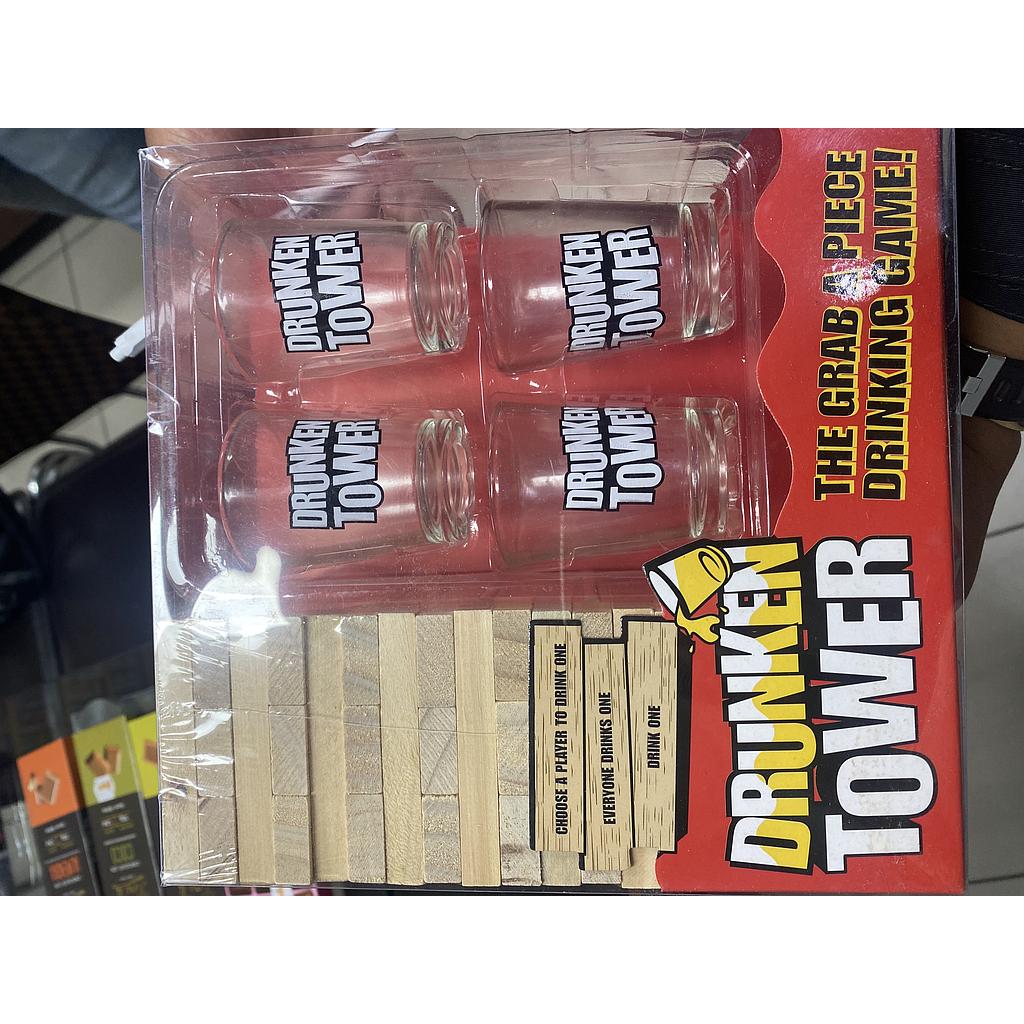 DRUNKEN
TOWER
DRUNKEN
TOWER
DRUNKEN
TOWER
DRUNKEN
TOWER
THE GRAB A PIECE
DRINKING GAME!
CHOOSE A PLAYER TO DRINK ONE
EVERYONE DRINKS ONE
DRINK ONE
DRUNKEN
TOWER